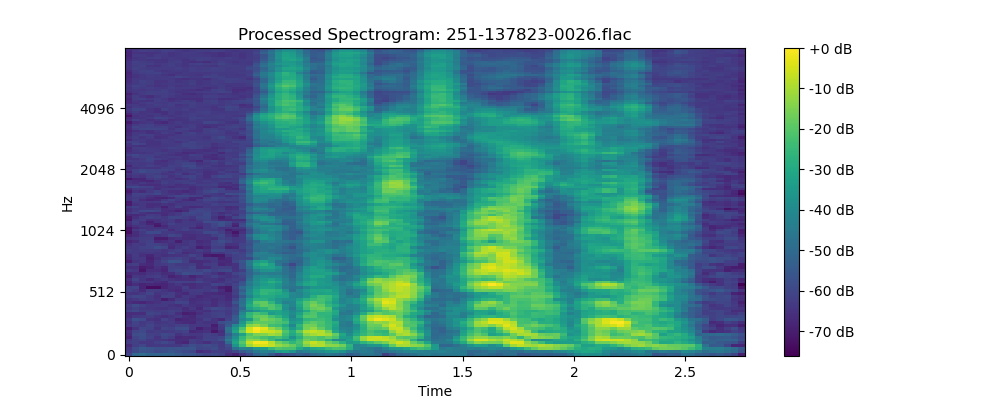 Processed Spectrogram: 251-137823-0026.flac
Hz
4096
2048
1024
512
0
0
0.5
1
1.5
2
2.5
Time
+0 dB
-10 dB
-20 dB
-30 dB
-40 dB
-50 dB
-60 dB
-70 dB